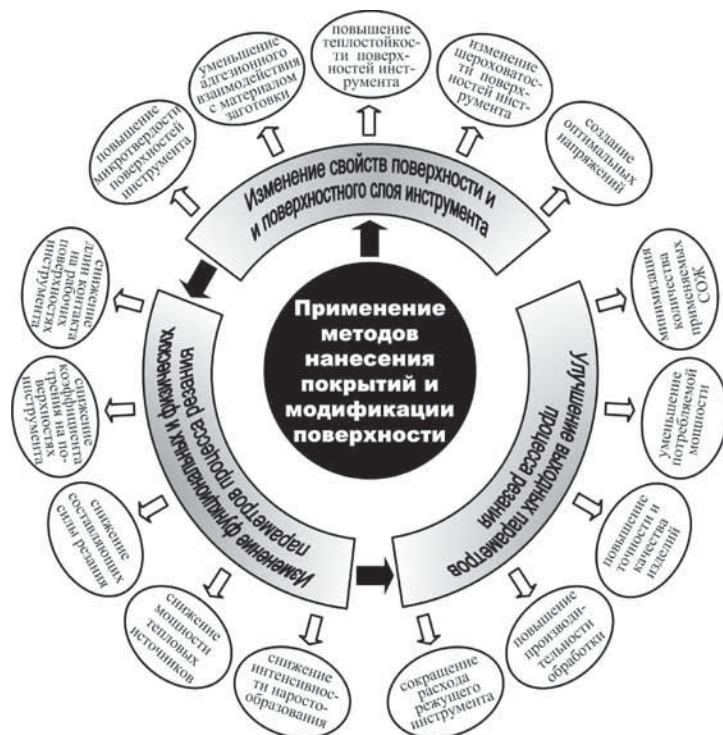 Применение
методов
нанесения
покрытий и
модификации
поверхности
Изменение свойств поверхности и
и поверхностного слоя инструмента
повышение
микротвердости
поверхностей
инструмента
уменьшение
адгезионного
взаимодействия
с материалом
заготовки
повышение
теплостойкос-
ти поверх-
ностей инст-
румента
изменение
шероховатос-
ти поверх-
ностей инст-
румента
создание
оптимальных
напряжений
Изменение функциональных и физических
параметров процесса резания
снижение
длин контакта
на рабочих
поверхностях
инструмента
снижение
коэффициента
трения на по-
верхностях
инструмента
снижение
составляющих
силы резания
снижение
мощности
тепловых
источников
снижение
интенсивнос-
ти наросто-
образования
Улучшение выходных параметров
процесса резания
минимизация
количества
применяемых
СОЖ
уменьшение
потребляемой
мощности
повышение
точности и
качества
изделий
повышение
производи-
тельности
обработки
сокращение
расхода
режущего
инструмента